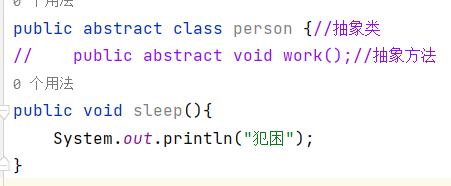 0 个用法
public abstract class person {//抽象类
//    public abstract void work();//抽象方法
0 个用法
public void sleep(){
    System.out.println("犯困");
}